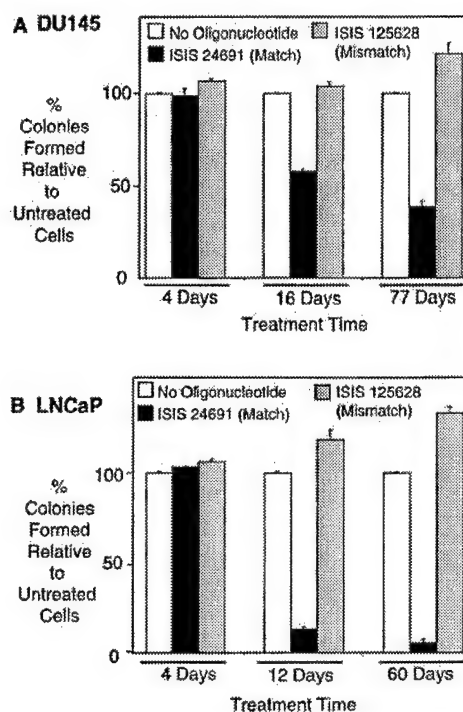 A DU145
No Oligonucleotide
ISIS 24691 (Match)
ISIS 125628
(Mismatch)
%
Colonies
Formed
Relative
to
Untreated
Cells
100
50
0
4 Days
16 Days
77 Days
Treatment Time
B LNCaP
No Oligonucleotide
ISIS 24691 (Match)
ISIS 125628
(Mismatch)
%
Colonies
Formed
Relative
to
Untreated
Cells
100
50
0
4 Days
12 Days
60 Days
Treatment Time